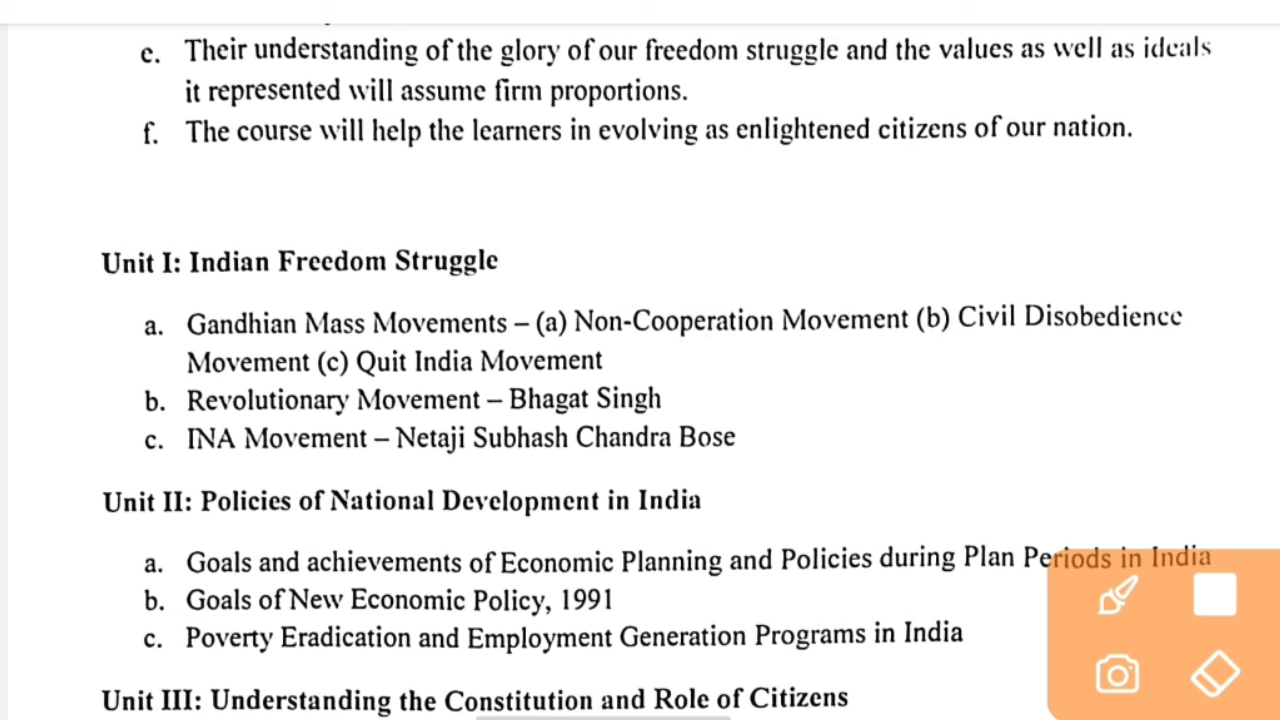 e. Their understanding of the glory of our freedom struggle and the values as well as ideals
it represented will assume firm proportions.
f. The course will help the learners in evolving as enlightened citizens of our nation.
Unit I: Indian Freedom Struggle
a. Gandhian Mass Movements – (a) Non-Cooperation Movement (b) Civil Disobedience
Movement (c) Quit India Movement
b. Revolutionary Movement – Bhagat Singh
c. INA Movement – Netaji Subhash Chandra Bose
Unit II: Policies of National Development in India
a. Goals and achievements of Economic Planning and Policies during Plan Periods in India
b. Goals of New Economic Policy, 1991
c. Poverty Eradication and Employment Generation Programs in India
Unit III: Understanding the Constitution and Role of Citizens